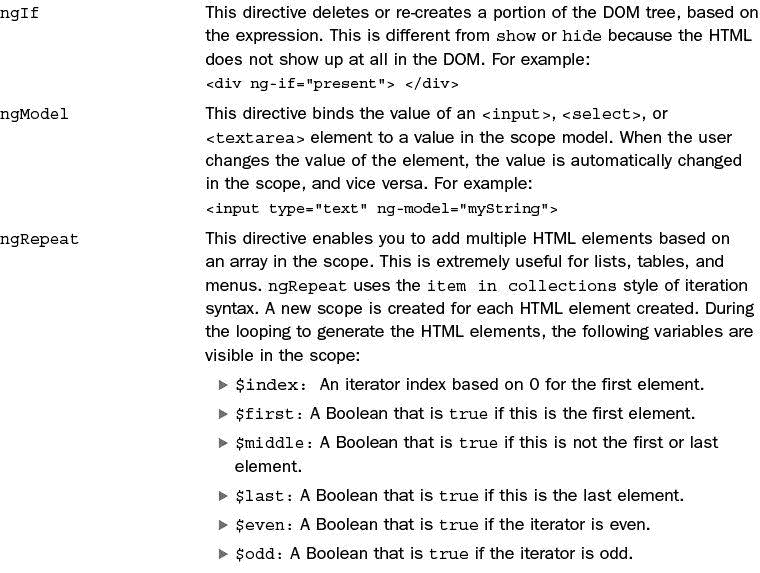 ngIf This directive deletes or re-creates a portion of the DOM tree, based on
the expression. This is different from show or hide because the HTML
does not show up at all in the DOM. For example:
<div ng-if="present"> </div>
ngModel This directive binds the value of an <input>, <select>, or
<textarea> element to a value in the scope model. When the user
changes the value of the element, the value is automatically changed
in the scope, and vice versa. For example:
<input type="text" ng-model="myString">
ngRepeat This directive enables you to add multiple HTML elements based on
an array in the scope. This is extremely useful for lists, tables, and
menus. ngRepeat uses the item in collections style of iteration
syntax. A new scope is created for each HTML element created. During
the looping to generate the HTML elements, the following variables are
visible in the scope:
▶ $index: An iterator index based on 0 for the first element.
▶ $first: A Boolean that is true if this is the first element.
▶ $middle: A Boolean that is true if this is not the first or last
element.
▶ $last: A Boolean that is true if this is the last element.
▶ $even: A Boolean that is true if the iterator is even.
▶ $odd: A Boolean that is true if the iterator is odd.